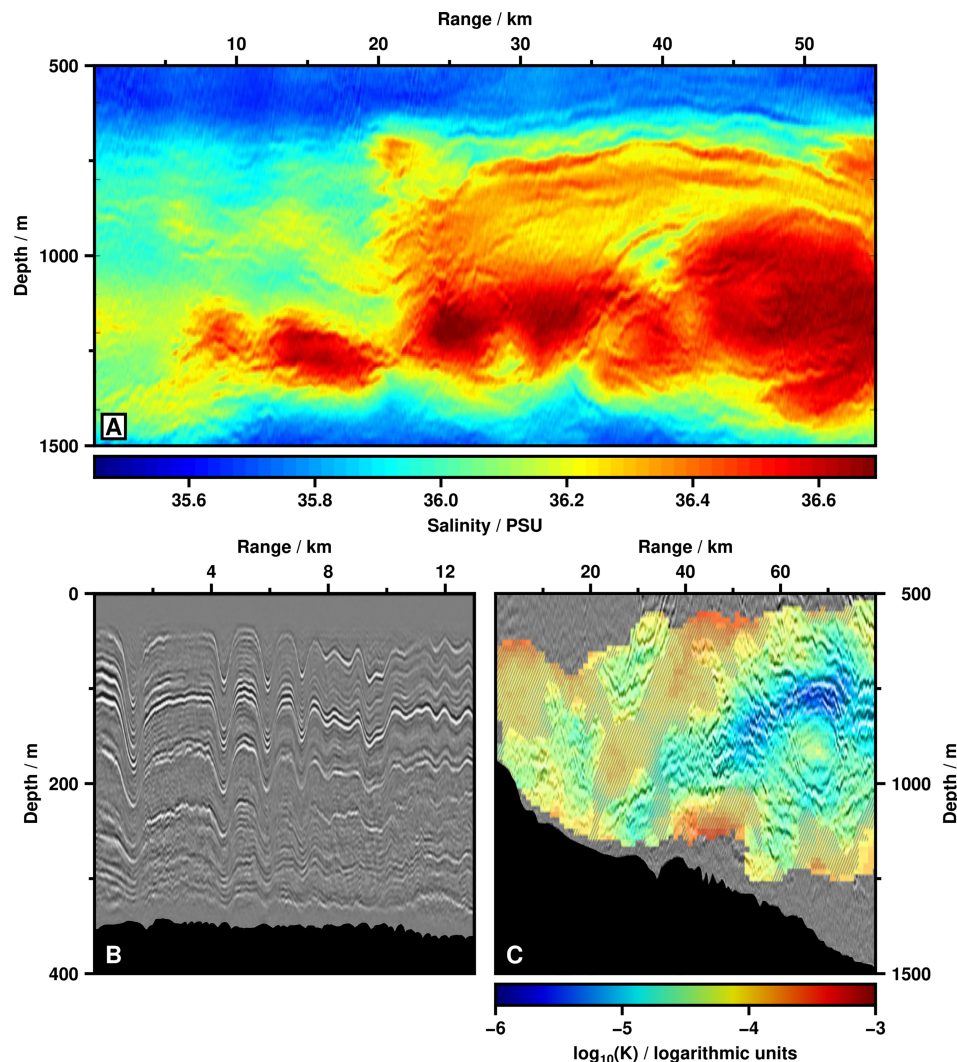 Range / km
10 20 30 40 50
500
1000
1500
Depth / m
A
35.6 35.8 36.0 36.2 36.4 36.6
Salinity / PSU
Range / km
4 8 12
0
200
400
Depth / m
B
Range / km
20 40 60
500
1000
1500
Depth / m
C
−6 −5 −4 −3
log₁₀(K) / logarithmic units